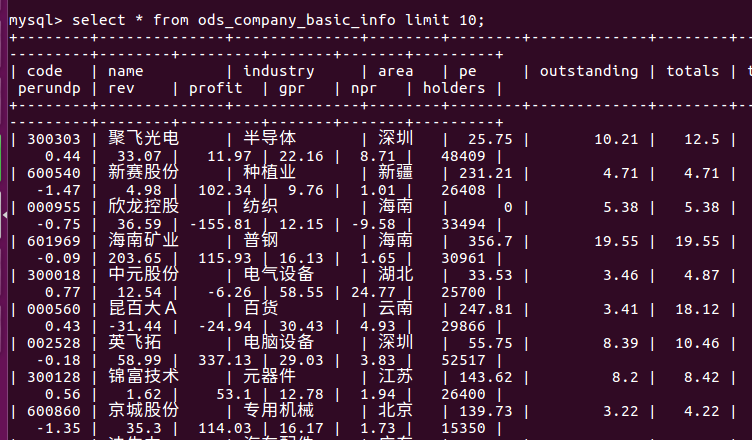 mysql> select * from ods_company_basic_info limit 10;
+--------+--------------+--------------+--------+--------+-------------+--------+--
---------+--------+---------+-------+-------+---------+
| code | name | industry | area | pe | outstanding | totals | t
perundp | rev | profit | gpr | npr | holders |
+--------+--------------+--------------+--------+--------+-------------+--------+--
---------+--------+---------+-------+-------+---------+
| 300303 | 聚飞光电 | 半导体 | 深圳 | 25.75 | 10.21 | 12.5 |
0.44 | 33.07 | 11.97 | 22.16 | 8.71 | 48409 |
| 600540 | 新赛股份 | 种植业 | 新疆 | 231.21 | 4.71 | 4.71 |
-1.47 | 4.98 | 102.34 | 9.76 | 1.01 | 26408 |
| 000955 | 欣龙控股 | 纺织 | 海南 | 0 | 5.38 | 5.38 |
-0.75 | 36.59 | -155.81 | 12.15 | -9.58 | 33494 |
| 601969 | 海南矿业 | 普钢 | 海南 | 356.7 | 19.55 | 19.55 |
-0.09 | 203.65 | 115.93 | 16.13 | 1.65 | 30961 |
| 300018 | 中元股份 | 电气设备 | 湖北 | 33.53 | 3.46 | 4.87 |
0.77 | 12.54 | -6.26 | 58.55 | 24.77 | 25700 |
| 000560 | 昆百大Ａ | 百货 | 云南 | 247.81 | 3.41 | 18.12 |
0.43 | -31.44 | -24.94 | 30.43 | 4.93 | 29866 |
| 002528 | 英飞拓 | 电脑设备 | 深圳 | 55.75 | 8.39 | 10.46 |
-0.18 | 58.99 | 337.13 | 29.03 | 3.83 | 52517 |
| 300128 | 锦富技术 | 元器件 | 江苏 | 143.62 | 8.2 | 8.42 |
0.56 | 1.62 | 53.1 | 12.78 | 1.94 | 26400 |
| 600860 | 京城股份 | 专用机械 | 北京 | 139.73 | 3.22 | 4.22 |
-1.35 | 35.3 | 114.03 | 16.17 | 1.73 | 15350 |